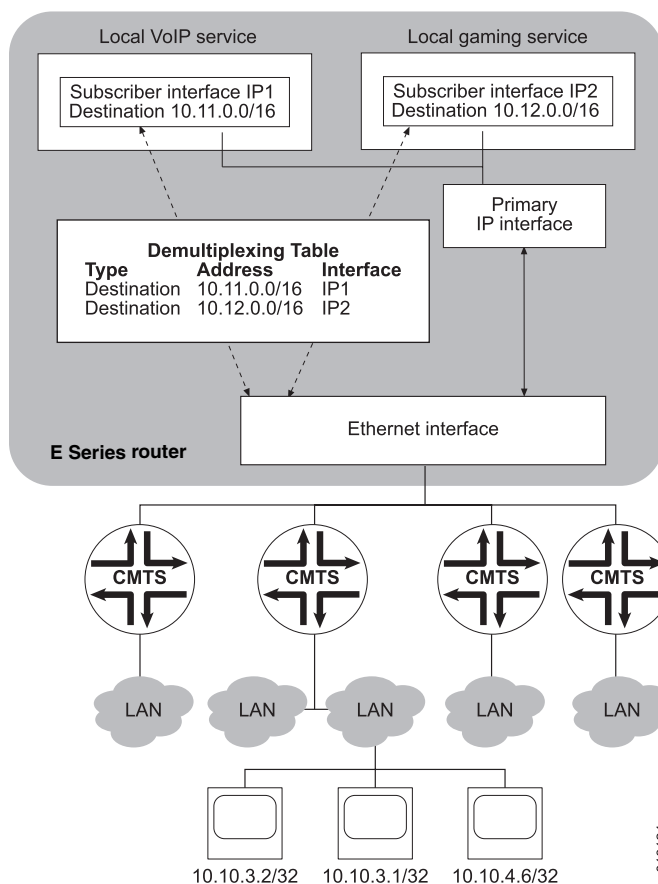 Local VoIP service
Local gaming service
Subscriber interface IP1
Destination 10.11.0.0/16
Subscriber interface IP2
Destination 10.12.0.0/16
Primary
IP interface
Demultiplexing Table
Type Address Interface
Destination 10.11.0.0/16 IP1
Destination 10.12.0.0/16 IP2
Ethernet interface
E Series router
CMTS CMTS CMTS CMTS
LAN LAN LAN LAN LAN
10.10.3.2/32 10.10.3.1/32 10.10.4.6/32